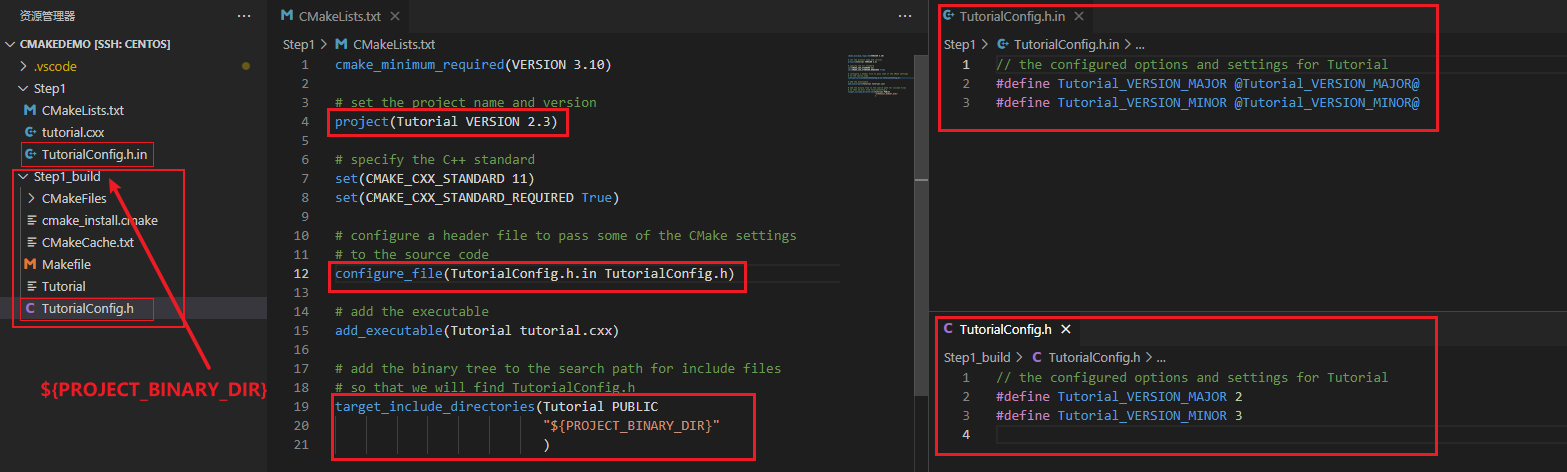 资源管理器
CMAKEDEMO [SSH: CENTOS]
.vscode
Step1
CMakeLists.txt
tutorial.cxx
TutorialConfig.h.in
Step1_build
CMakeFiles
cmake_install.cmake
CMakeCache.txt
Makefile
Tutorial
TutorialConfig.h
${PROJECT_BINARY_DIR}
CMakeLists.txt
Step1 > CMakeLists.txt
1 cmake_minimum_required(VERSION 3.10)
2
3 # set the project name and version
4 project(Tutorial VERSION 2.3)
5
6 # specify the C++ standard
7 set(CMAKE_CXX_STANDARD 11)
8 set(CMAKE_CXX_STANDARD_REQUIRED True)
9
10 # configure a header file to pass some of the CMake settings
11 # to the source code
12 configure_file(TutorialConfig.h.in TutorialConfig.h)
13
14 # add the executable
15 add_executable(Tutorial tutorial.cxx)
16
17 # add the binary tree to the search path for include files
18 # so that we will find TutorialConfig.h
19 target_include_directories(Tutorial PUBLIC
20 "${PROJECT_BINARY_DIR}"
21 )
TutorialConfig.h.in
Step1 > TutorialConfig.h.in > ...
1 // the configured options and settings for Tutorial
2 #define Tutorial_VERSION_MAJOR @Tutorial_VERSION_MAJOR@
3 #define Tutorial_VERSION_MINOR @Tutorial_VERSION_MINOR@
TutorialConfig.h
Step1_build > TutorialConfig.h > ...
1 // the configured options and settings for Tutorial
2 #define Tutorial_VERSION_MAJOR 2
3 #define Tutorial_VERSION_MINOR 3
4